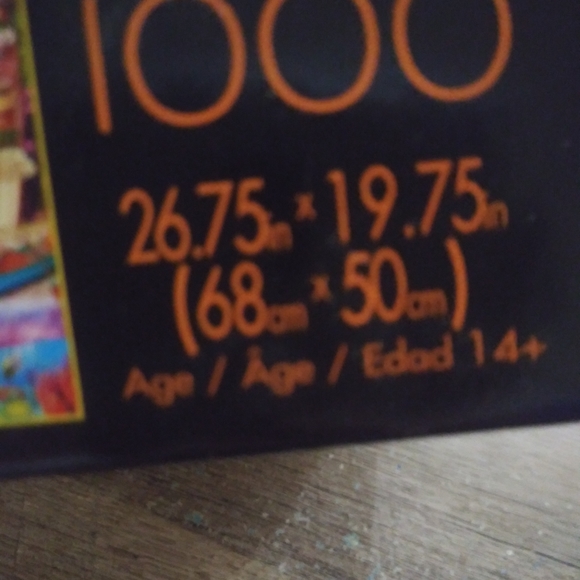 1000
26.75in x 19.75in
(68cm x 50cm)
Age / Âge / Edad 14+